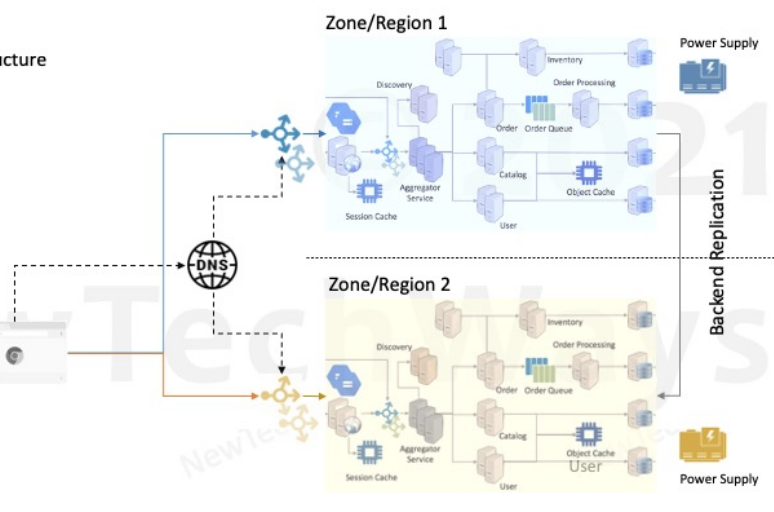 Zone/Region 1
ucture
Power Supply
Inventory
Order Processing
Discovery
Order
Order Queue
Catalog
Object Cache
Aggregator
Service
Session Cache
User
© 2021
DNS
Backend Replication
Zone/Region 2
wTechWays
Inventory
Order Processing
Discovery
Order
Order Queue
Catalog
Object Cache
User
Aggregator
Service
Session Cache
User
Power Supply